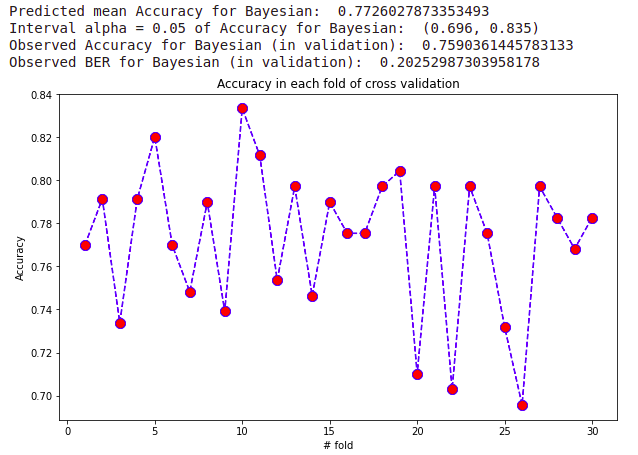 Predicted mean Accuracy for Bayesian:  0.7726027873353493
Interval alpha = 0.05 of Accuracy for Bayesian:  (0.696, 0.835)
Observed Accuracy for Bayesian (in validation):  0.7590361445783133
Observed BER for Bayesian (in validation):  0.20252987303958178
Accuracy in each fold of cross validation
0.84
0.82
0.80
0.78
0.76
0.74
0.72
0.70
Accuracy
0 5 10 15 20 25 30
# fold